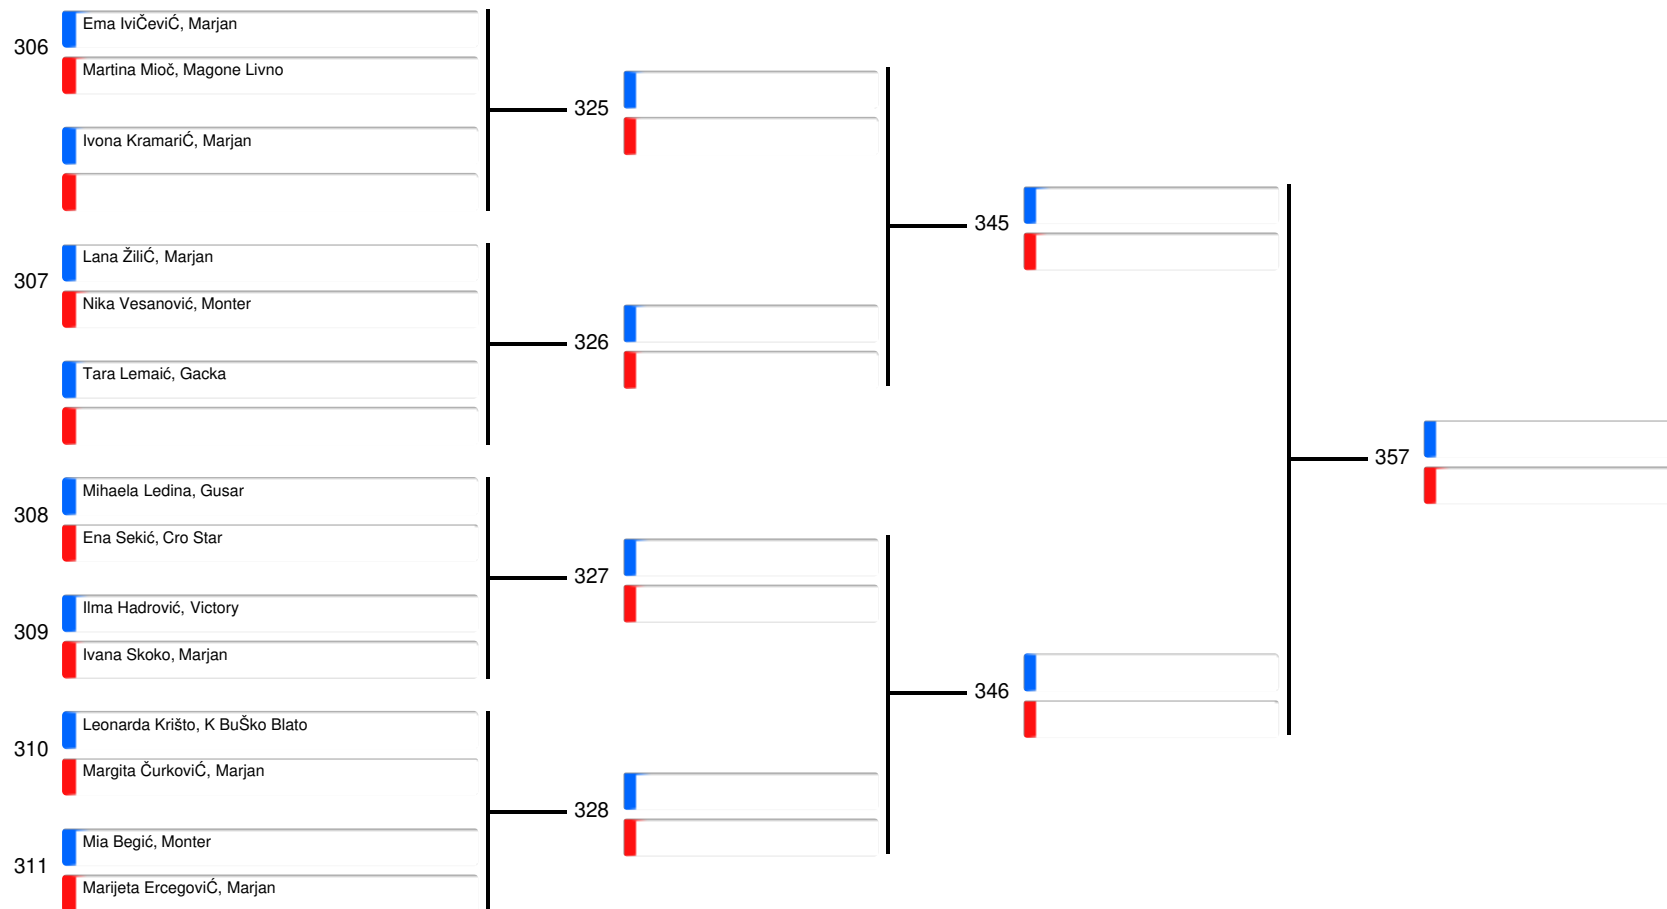 306
Ema IviČeviĆ, Marjan
Martina Mioč, Magone Livno
Ivona KramariĆ, Marjan
307
Lana ŽiliĆ, Marjan
Nika Vesanović, Monter
Tara Lemaić, Gacka
308
Mihaela Ledina, Gusar
Ena Sekić, Cro Star
309
Ilma Hadrović, Victory
Ivana Skoko, Marjan
310
Leonarda Krišto, K BuŠko Blato
Margita ČurkoviĆ, Marjan
311
Mia Begić, Monter
Marijeta ErcegoviĆ, Marjan
325
326
327
328
345
346
357